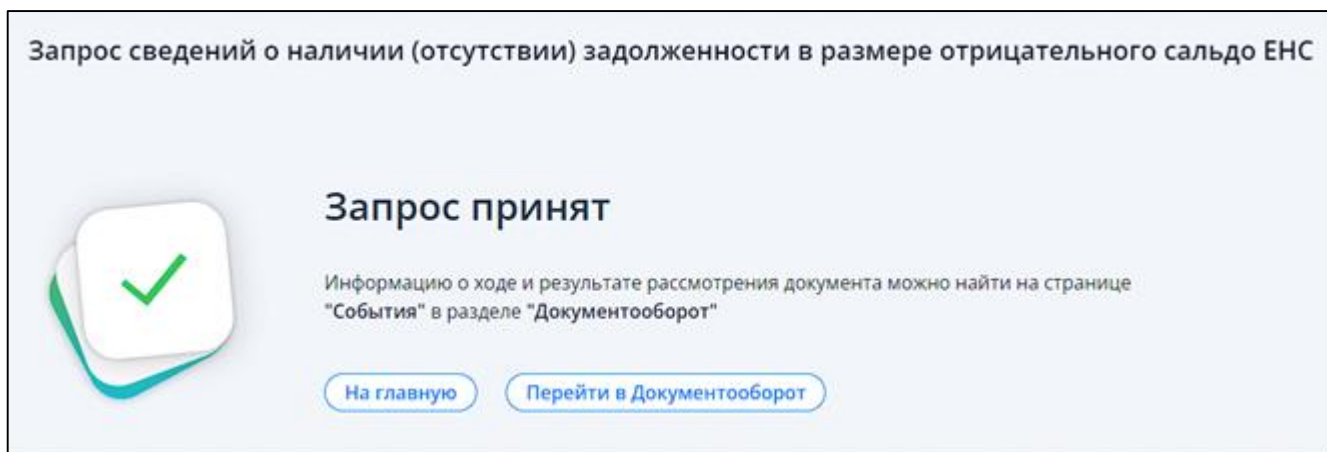 Запрос сведений о наличии (отсутствии) задолженности в размере отрицательного сальдо ЕНС
Запрос принят
Информацию о ходе и результате рассмотрения документа можно найти на странице
"События" в разделе "Документооборот"
На главную
Перейти в Документооборот